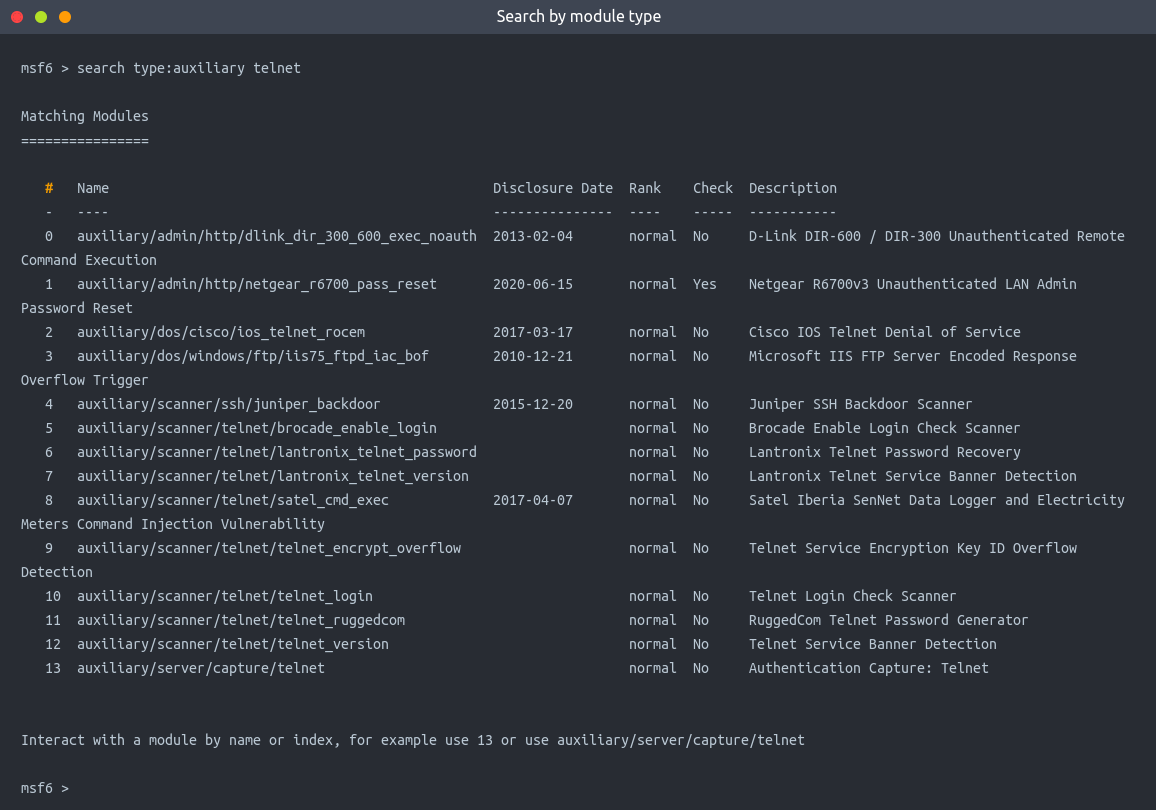 Search by module type
msf6 > search type:auxiliary telnet
Matching Modules
================
   #   Name                                                Disclosure Date  Rank    Check  Description
   -   ----                                                ---------------  ----    -----  -----------
   0   auxiliary/admin/http/dlink_dir_300_600_exec_noauth  2013-02-04       normal  No     D-Link DIR-600 / DIR-300 Unauthenticated Remote
Command Execution
   1   auxiliary/admin/http/netgear_r6700_pass_reset       2020-06-15       normal  Yes    Netgear R6700v3 Unauthenticated LAN Admin
Password Reset
   2   auxiliary/dos/cisco/ios_telnet_rocem                2017-03-17       normal  No     Cisco IOS Telnet Denial of Service
   3   auxiliary/dos/windows/ftp/iis75_ftpd_iac_bof        2010-12-21       normal  No     Microsoft IIS FTP Server Encoded Response
Overflow Trigger
   4   auxiliary/scanner/ssh/juniper_backdoor              2015-12-20       normal  No     Juniper SSH Backdoor Scanner
   5   auxiliary/scanner/telnet/brocade_enable_login                        normal  No     Brocade Enable Login Check Scanner
   6   auxiliary/scanner/telnet/lantronix_telnet_password                   normal  No     Lantronix Telnet Password Recovery
   7   auxiliary/scanner/telnet/lantronix_telnet_version                    normal  No     Lantronix Telnet Service Banner Detection
   8   auxiliary/scanner/telnet/satel_cmd_exec             2017-04-07       normal  No     Satel Iberia SenNet Data Logger and Electricity
Meters Command Injection Vulnerability
   9   auxiliary/scanner/telnet/telnet_encrypt_overflow                     normal  No     Telnet Service Encryption Key ID Overflow
Detection
   10  auxiliary/scanner/telnet/telnet_login                                normal  No     Telnet Login Check Scanner
   11  auxiliary/scanner/telnet/telnet_ruggedcom                            normal  No     RuggedCom Telnet Password Generator
   12  auxiliary/scanner/telnet/telnet_version                              normal  No     Telnet Service Banner Detection
   13  auxiliary/server/capture/telnet                                      normal  No     Authentication Capture: Telnet
Interact with a module by name or index, for example use 13 or use auxiliary/server/capture/telnet
msf6 >